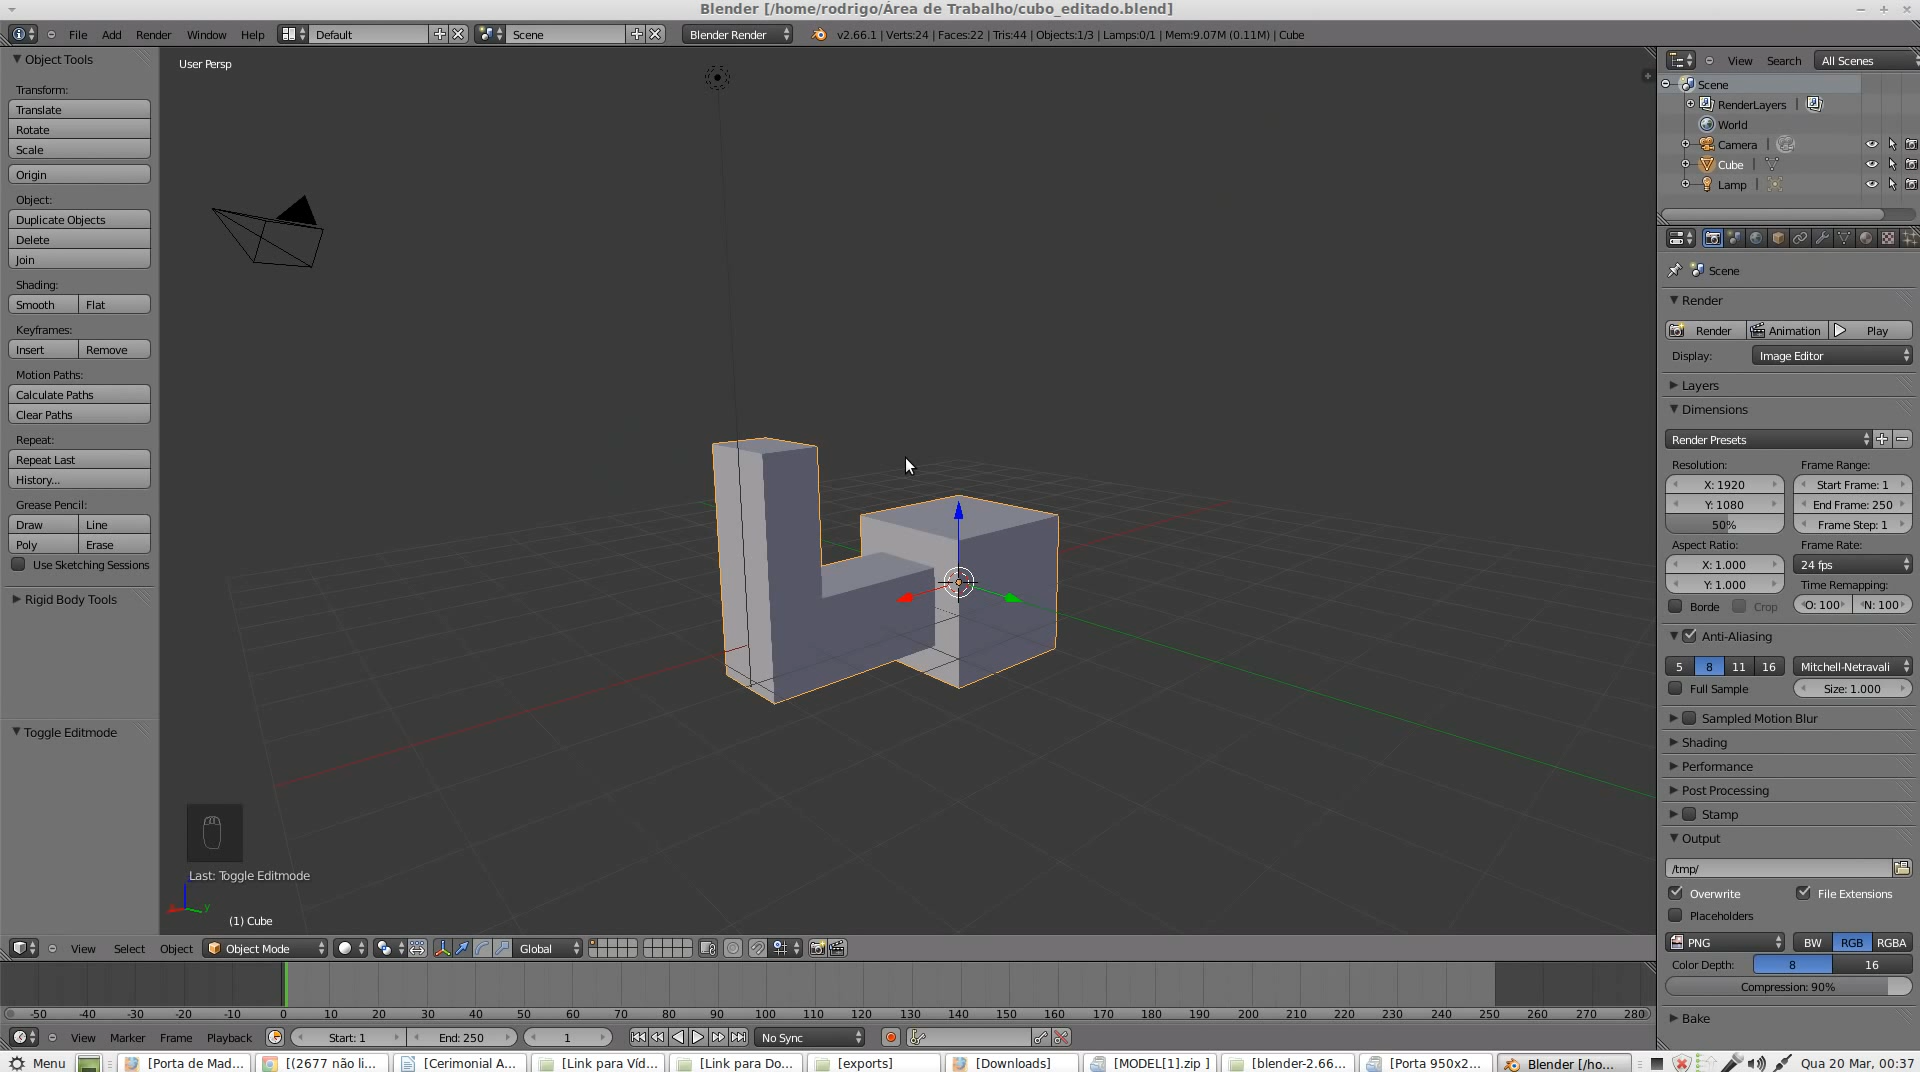 Blender [/home/rodrigo/Área de Trabalho/cubo_editado.blend]
File Add Render Window Help Default Scene Blender Render v2.66.1 | Verts:24 | Faces:22 | Tris:44 | Objects:1/3 | Lamps:0/1 | Mem:9.07M (0.11M) | Cube
Object Tools
Transform:
Translate
Rotate
Scale
Origin
Object:
Duplicate Objects
Delete
Join
Shading:
Smooth Flat
Keyframes:
Insert Remove
Motion Paths:
Calculate Paths
Clear Paths
Repeat:
Repeat Last
History...
Grease Pencil:
Draw Line
Poly Erase
Use Sketching Sessions
Rigid Body Tools
Toggle Editmode
User Persp
Last: Toggle Editmode
y
(1) Cube
View Search All Scenes
Scene
RenderLayers |
World
Camera |
Cube |
Lamp |
Scene
Render
Render Animation Play
Display: Image Editor
Layers
Dimensions
Render Presets
Resolution: Frame Range:
X: 1920 Start Frame: 1
Y: 1080 End Frame: 250
50% Frame Step: 1
Aspect Ratio: Frame Rate:
X: 1.000 24 fps
Y: 1.000 Time Remapping:
Borde Crop O: 100 N: 100
Anti-Aliasing
5 8 11 16 Mitchell-Netravali
Full Sample Size: 1.000
Sampled Motion Blur
Shading
Performance
Post Processing
Stamp
Output
/tmp/
Overwrite File Extensions
Placeholders
PNG BW RGB RGBA
Color Depth: 8 16
Compression: 90%
Bake
View Select Object Object Mode Global
-50 -40 -30 -20 -10 0 10 20 30 40 50 60 70 80 90 100 110 120 130 140 150 160 170 180 190 200 210 220 230 240 250 260 270 280
View Marker Frame Playback Start: 1 End: 250 1 No Sync
Menu [Porta de Mad... [(2677 não li... [Cerimonial A... [Link para Víd... [Link para Do... [exports] [Downloads] [MODEL[1].zip ] [blender-2.66... [Porta 950x2... Blender [/ho... Qua 20 Mar, 00:37